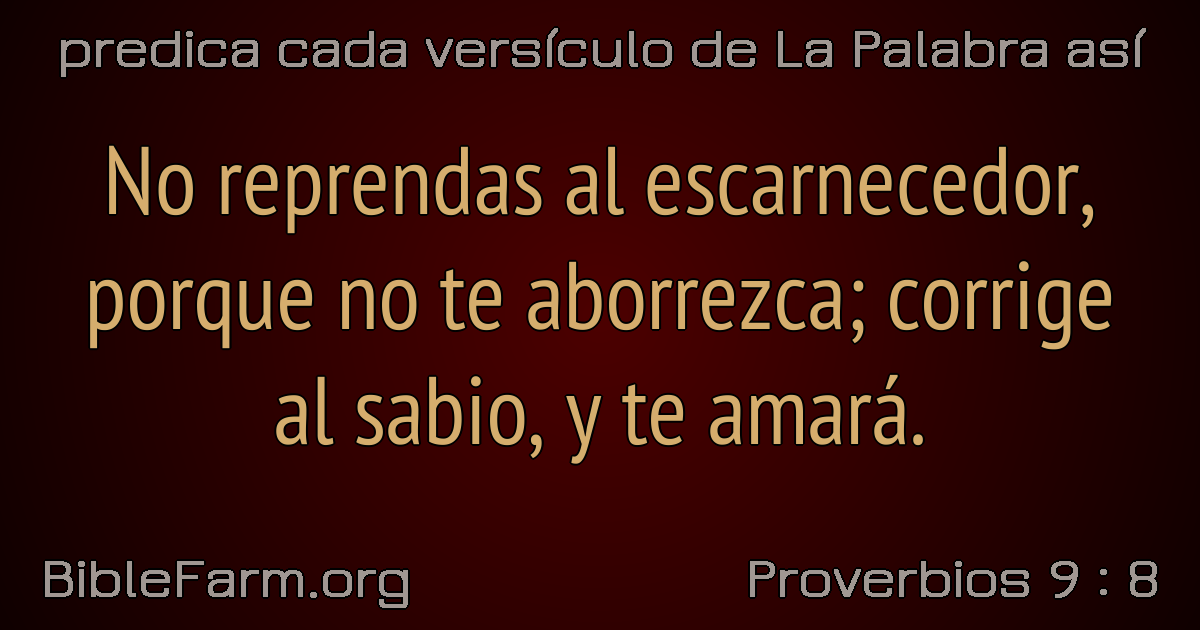 predica cada versículo de La Palabra así
No reprendas al escarnecedor,
porque no te aborrezca; corrige
al sabio, y te amará.
BibleFarm.org
Proverbios 9 : 8